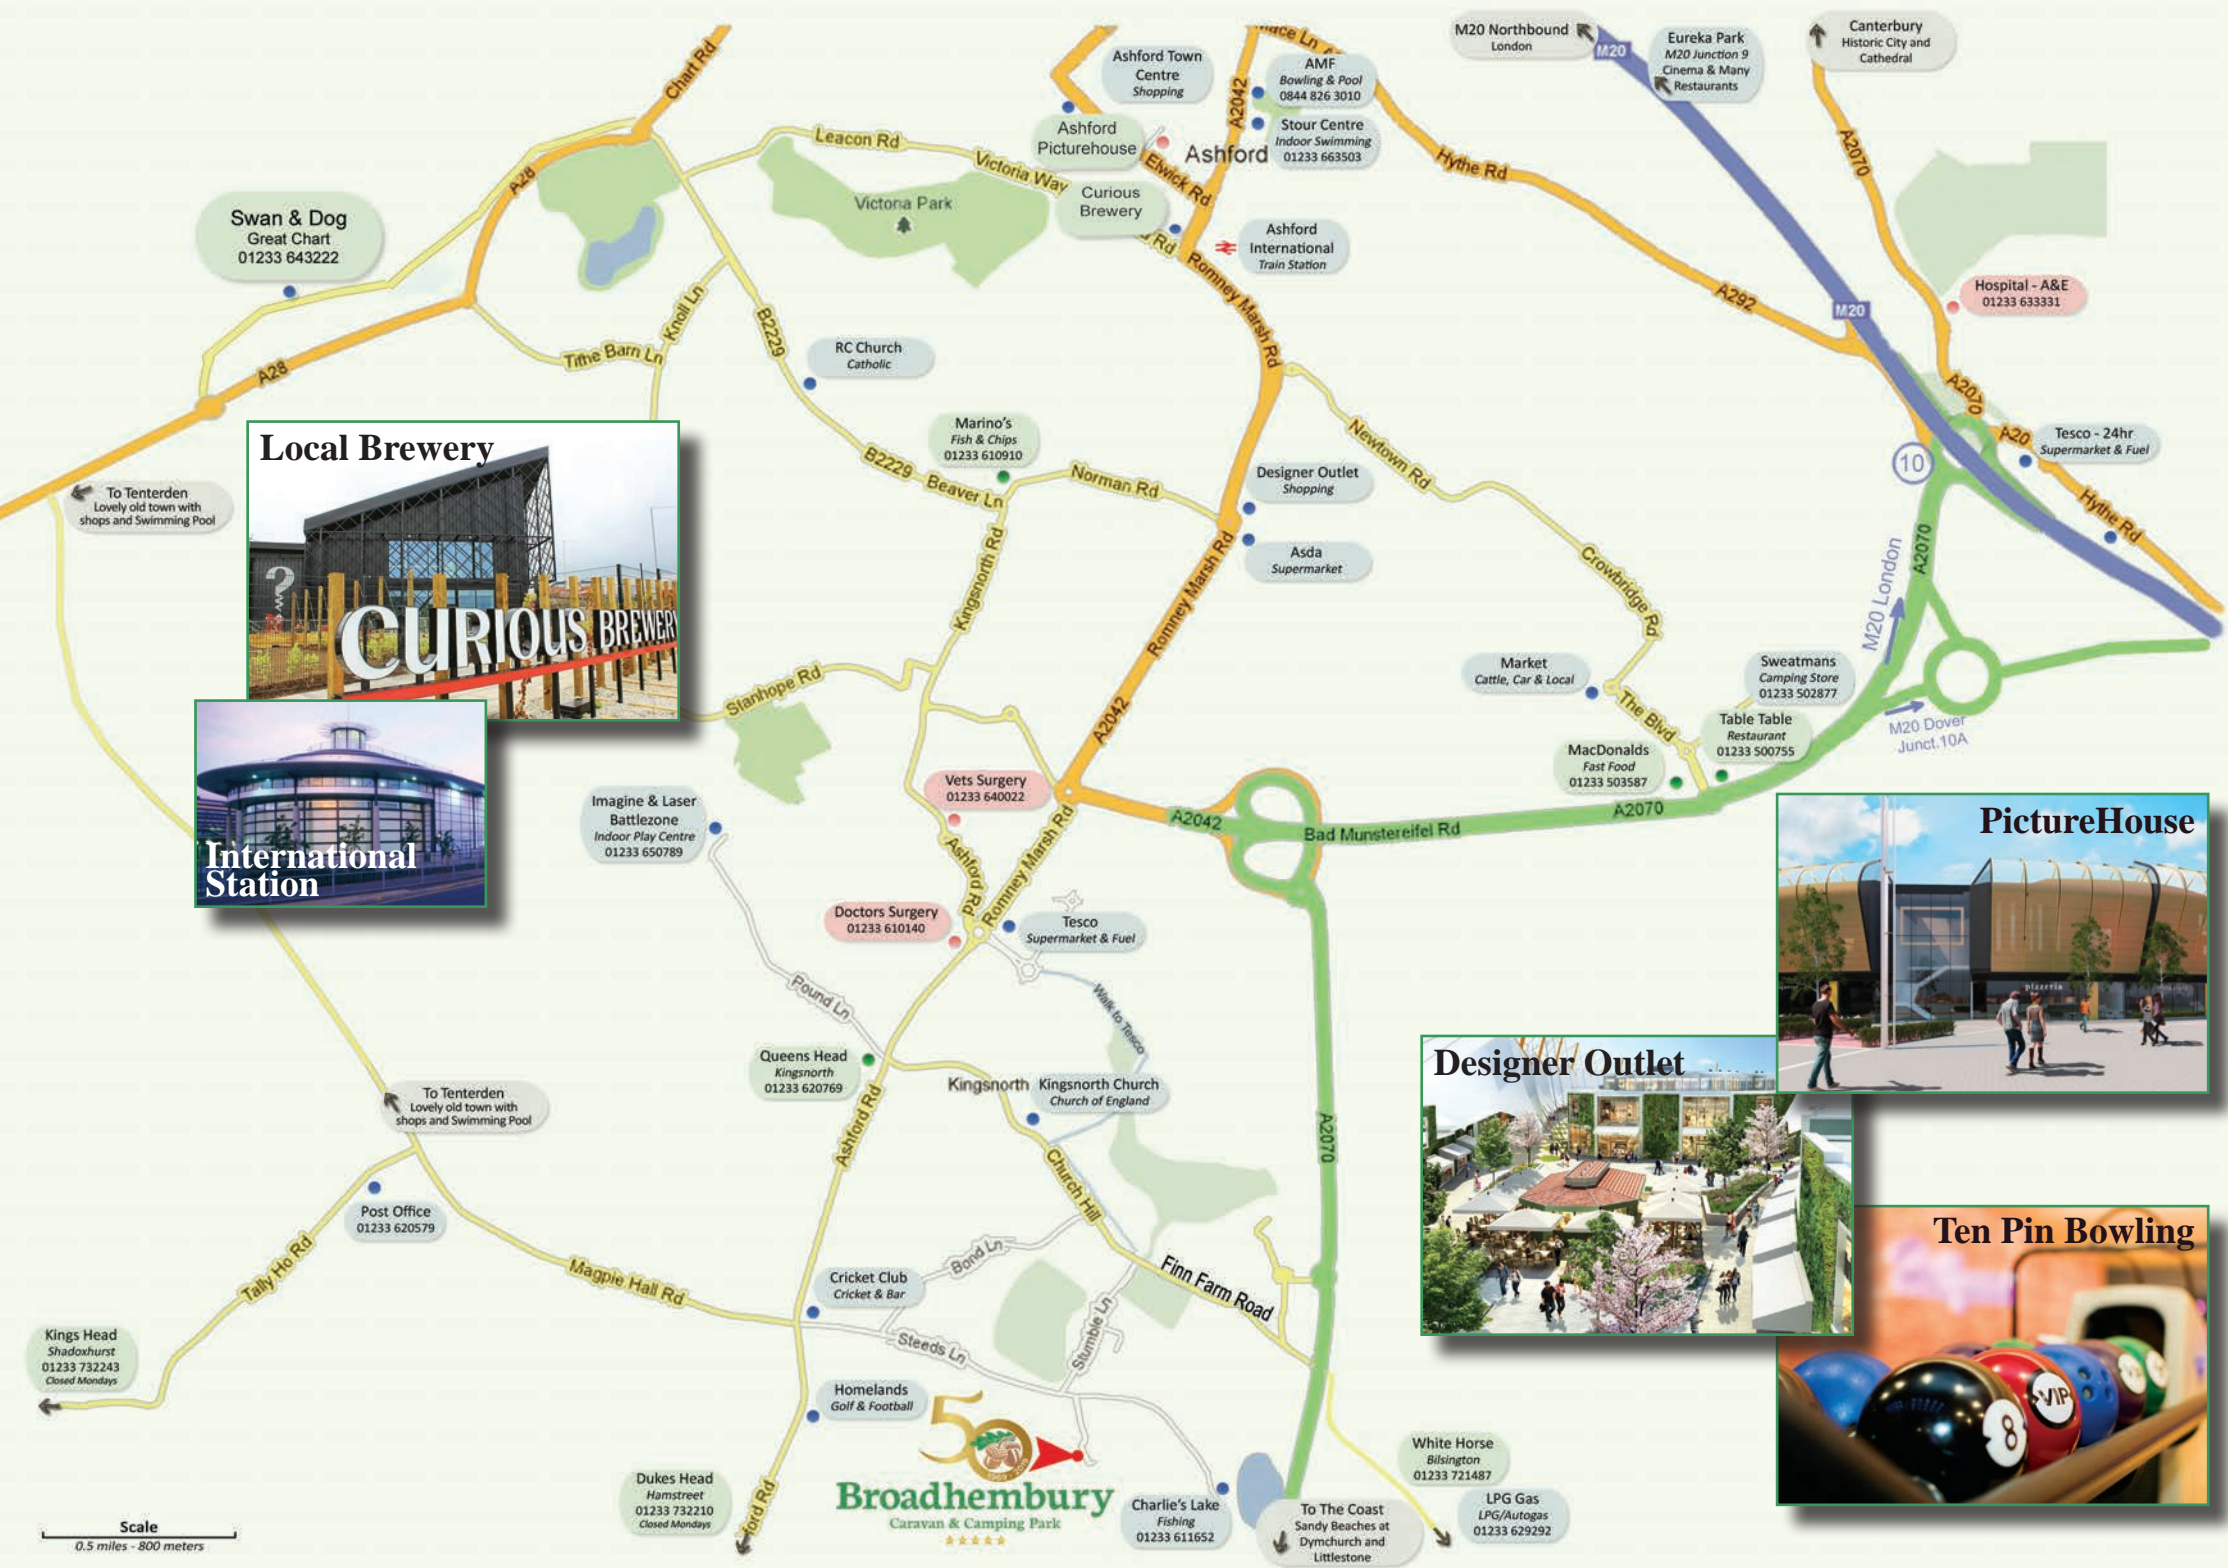 Chart Rd
A28
A28
Swan & Dog
Great Chart
01233 643222
Leacon Rd
Victoria Way
Victoria Park
Ashford Town
Centre
Shopping
Ashford
Picturehouse
Elwick Rd
Ashford
Curious
Brewery
Rd
A2042
AMF
Bowling & Pool
0844 826 3010
Stour Centre
Indoor Swimming
01233 663503
Ashford
International
Train Station
Hythe Rd
A292
M20 Northbound
London
M20
Eureka Park
M20 Junction 9
Cinema & Many
Restaurants
Canterbury
Historic City and
Cathedral
A2070
M20
Hospital - A&E
01233 633331
A2070
A20
Tesco - 24hr
Supermarket & Fuel
Hythe Rd
10
A2070
M20 London
M20 Dover
Junct.10A
Knoll Ln
Tithe Barn Ln
B2229
RC Church
Catholic
Romney Marsh Rd
Marino's
Fish & Chips
01233 610910
B2229
Beaver Ln
Norman Rd
Kingsnorth Rd
Designer Outlet
Shopping
Asda
Supermarket
Romney Marsh Rd
Newtown Rd
Crowbridge Rd
Market
Cattle, Car & Local
The Blvd
Sweatmans
Camping Store
01233 502877
Table Table
Restaurant
01233 500755
MacDonalds
Fast Food
01233 503587
To Tenterden
Lovely old town with
shops and Swimming Pool
Local Brewery
?
CURIOUS BREWERY
International
Station
Stanhope Rd
A2042
Vets Surgery
01233 640022
Imagine & Laser
Battlezone
Indoor Play Centre
01233 650789
A2042
Bad Munstereifel Rd
A2070
Ashford Rd
Romney Marsh Rd
Doctors Surgery
01233 610140
Tesco
Supermarket & Fuel
Pound Ln
Walk to Tesco
Queens Head
Kingsnorth
01233 620769
Kingsnorth
Kingsnorth Church
Church of England
Ashford Rd
Church Hill
A2070
PictureHouse
pizzeria
Designer Outlet
Ten Pin Bowling
8
VIP
To Tenterden
Lovely old town with
shops and Swimming Pool
Post Office
01233 620579
Tally Ho Rd
Magpie Hall Rd
Cricket Club
Cricket & Bar
Bond Ln
Finn Farm Road
Steeds Ln
Stumble Ln
Kings Head
Shadoxhurst
01233 732243
Closed Mondays
Homelands
Golf & Football
50
Broadhembury
Caravan & Camping Park
Dukes Head
Hamstreet
01233 732210
Closed Mondays
ford Rd
Charlie's Lake
Fishing
01233 611652
To The Coast
Sandy Beaches at
Dymchurch and
Littlestone
White Horse
Bilsington
01233 721487
LPG Gas
LPG/Autogas
01233 629292
Scale
0.5 miles - 800 meters